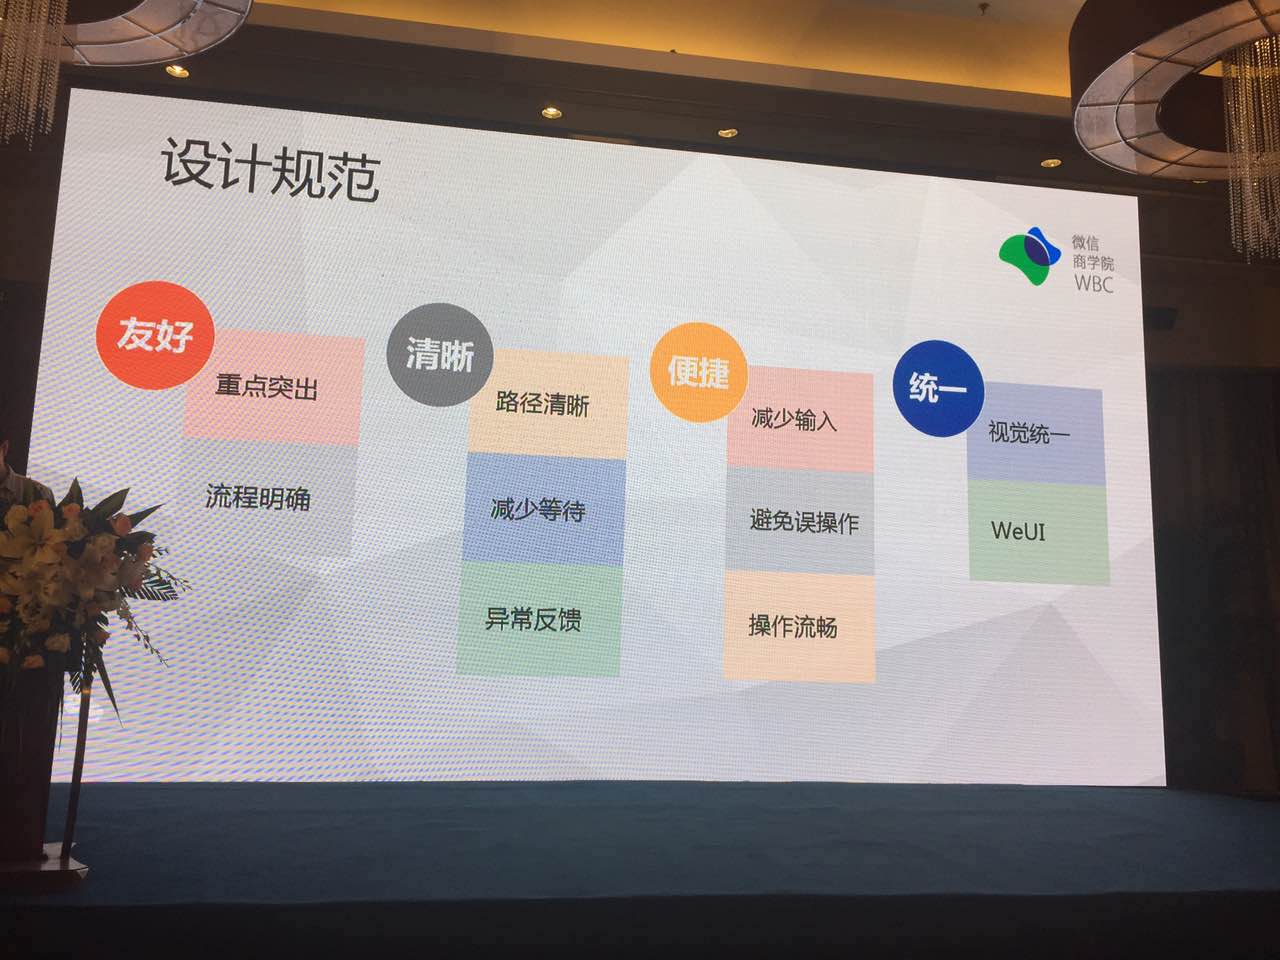 设计规范
微信
商学院
WBC
友好
重点突出
流程明确
清晰
路径清晰
减少等待
异常反馈
便捷
减少输入
避免误操作
操作流畅
统一
视觉统一
WeUI